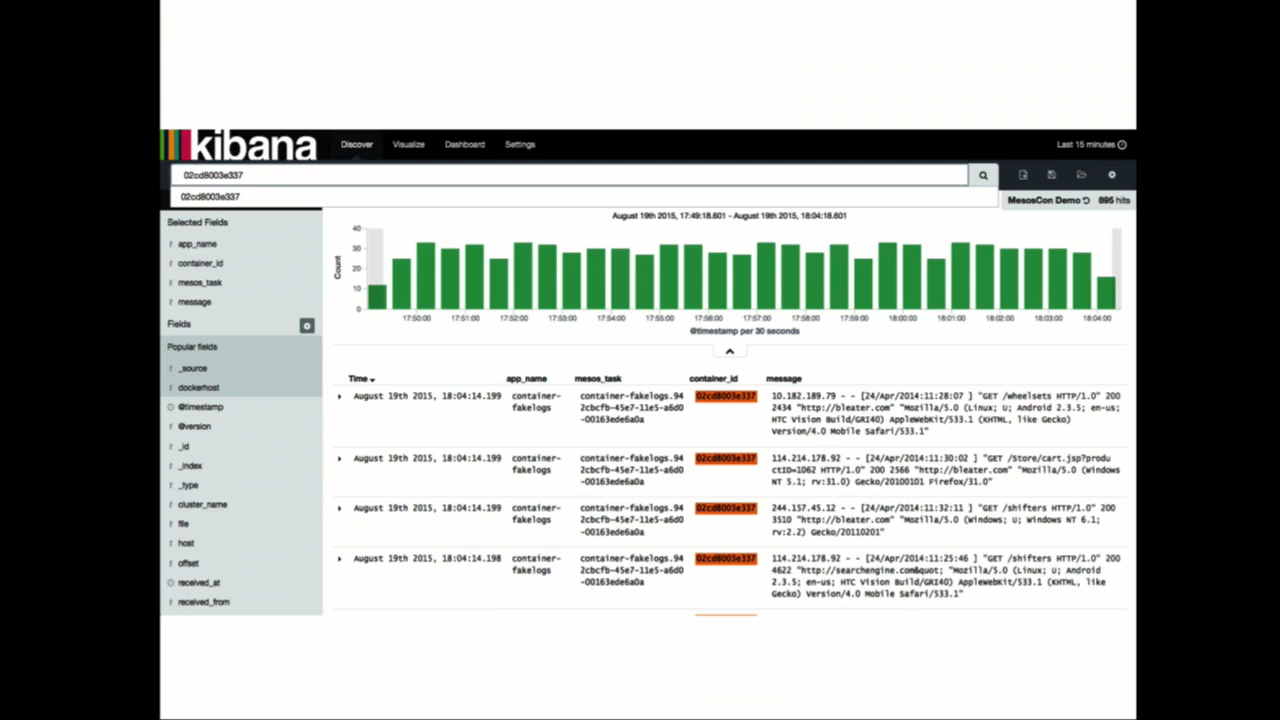 kibana
Discover Visualize Dashboard Settings
Last 15 minutes
02cd8003e337
02cd8003e337
MesosCon Demo 895 hits
Selected Fields
t app_name
t container_id
t mesos_task
t message
Fields
Popular fields
t _source
t dockerhost
@timestamp
t @version
t _id
t _index
t _type
t cluster_name
t file
t host
t offset
received_at
t received_from
August 19th 2015, 17:49:18.601 - August 19th 2015, 18:04:18.601
Count
40
30
20
10
0
17:50:00 17:51:00 17:52:00 17:53:00 17:54:00 17:55:00 17:56:00 17:57:00 17:58:00 17:59:00 18:00:00 18:01:00 18:02:00 18:03:00 18:04:00
@timestamp per 30 seconds
Time app_name mesos_task container_id message
August 19th 2015, 18:04:14.199 container- container-fakelogs.94 02cd8003e337 10.182.189.79 - - [24/Apr/2014:11:28:07 ] "GET /wheelsets HTTP/1.0" 200
fakelogs 2cbcfb-45e7-11e5-a6d0 2434 "http://bleater.com" "Mozilla/5.0 (Linux; U; Android 2.3.5; en-us;
-00163ede6a0a HTC Vision Build/GRI40) AppleWebKit/533.1 (KHTML, like Gecko)
Version/4.0 Mobile Safari/533.1"
August 19th 2015, 18:04:14.199 container- container-fakelogs.94 02cd8003e337 114.214.178.92 - - [24/Apr/2014:11:30:02 ] "GET /Store/cart.jsp?produ
fakelogs 2cbcfb-45e7-11e5-a6d0 ctID=1062 HTTP/1.0" 200 2566 "http://bleater.com" "Mozilla/5.0 (Windows
-00163ede6a0a NT 5.1; rv:31.0) Gecko/20100101 Firefox/31.0"
August 19th 2015, 18:04:14.199 container- container-fakelogs.94 02cd8003e337 244.157.45.12 - - [24/Apr/2014:11:32:11 ] "GET /shifters HTTP/1.0" 200
fakelogs 2cbcfb-45e7-11e5-a6d0 3510 "http://bleater.com" "Mozilla/5.0 (Windows; U; Windows NT 6.1;
-00163ede6a0a rv:2.2) Gecko/20110201"
August 19th 2015, 18:04:14.198 container- container-fakelogs.94 02cd8003e337 114.214.178.92 - - [24/Apr/2014:11:25:46 ] "GET /shifters HTTP/1.0" 200
fakelogs 2cbcfb-45e7-11e5-a6d0 4622 "http://searchengine.com&quot; "Mozilla/5.0 (Linux; U; Android
-00163ede6a0a 2.3.5; en-us; HTC Vision Build/GRI40) AppleWebKit/533.1 (KHTML, like
Gecko) Version/4.0 Mobile Safari/533.1"